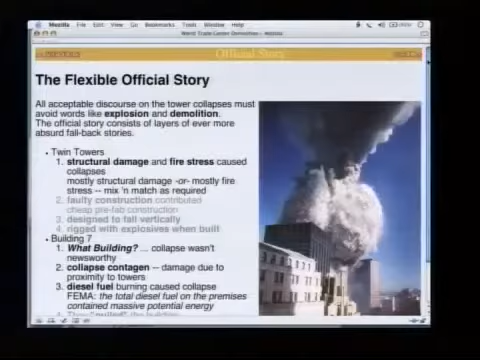 Mozilla File Edit View Go Bookmarks Tools Window Help
World Trade Center Demolition - Mozilla
Official Story
The Flexible Official Story
All acceptable discourse on the tower collapses must
avoid words like explosion and demolition.
The official story consists of layers of ever more
absurd fall-back stories.
• Twin Towers
1. structural damage and fire stress caused
collapses
mostly structural damage -or- mostly fire
stress -- mix 'n match as required
2. faulty construction contributed
cheap pre-fab construction
3. designed to fall vertically
4. rigged with explosives when built
• Building 7
1. What Building? ... collapse wasn't
newsworthy
2. collapse contagen -- damage due to
proximity to towers
3. diesel fuel burning caused collapse
FEMA: the total diesel fuel on the premises
contained massive potential energy